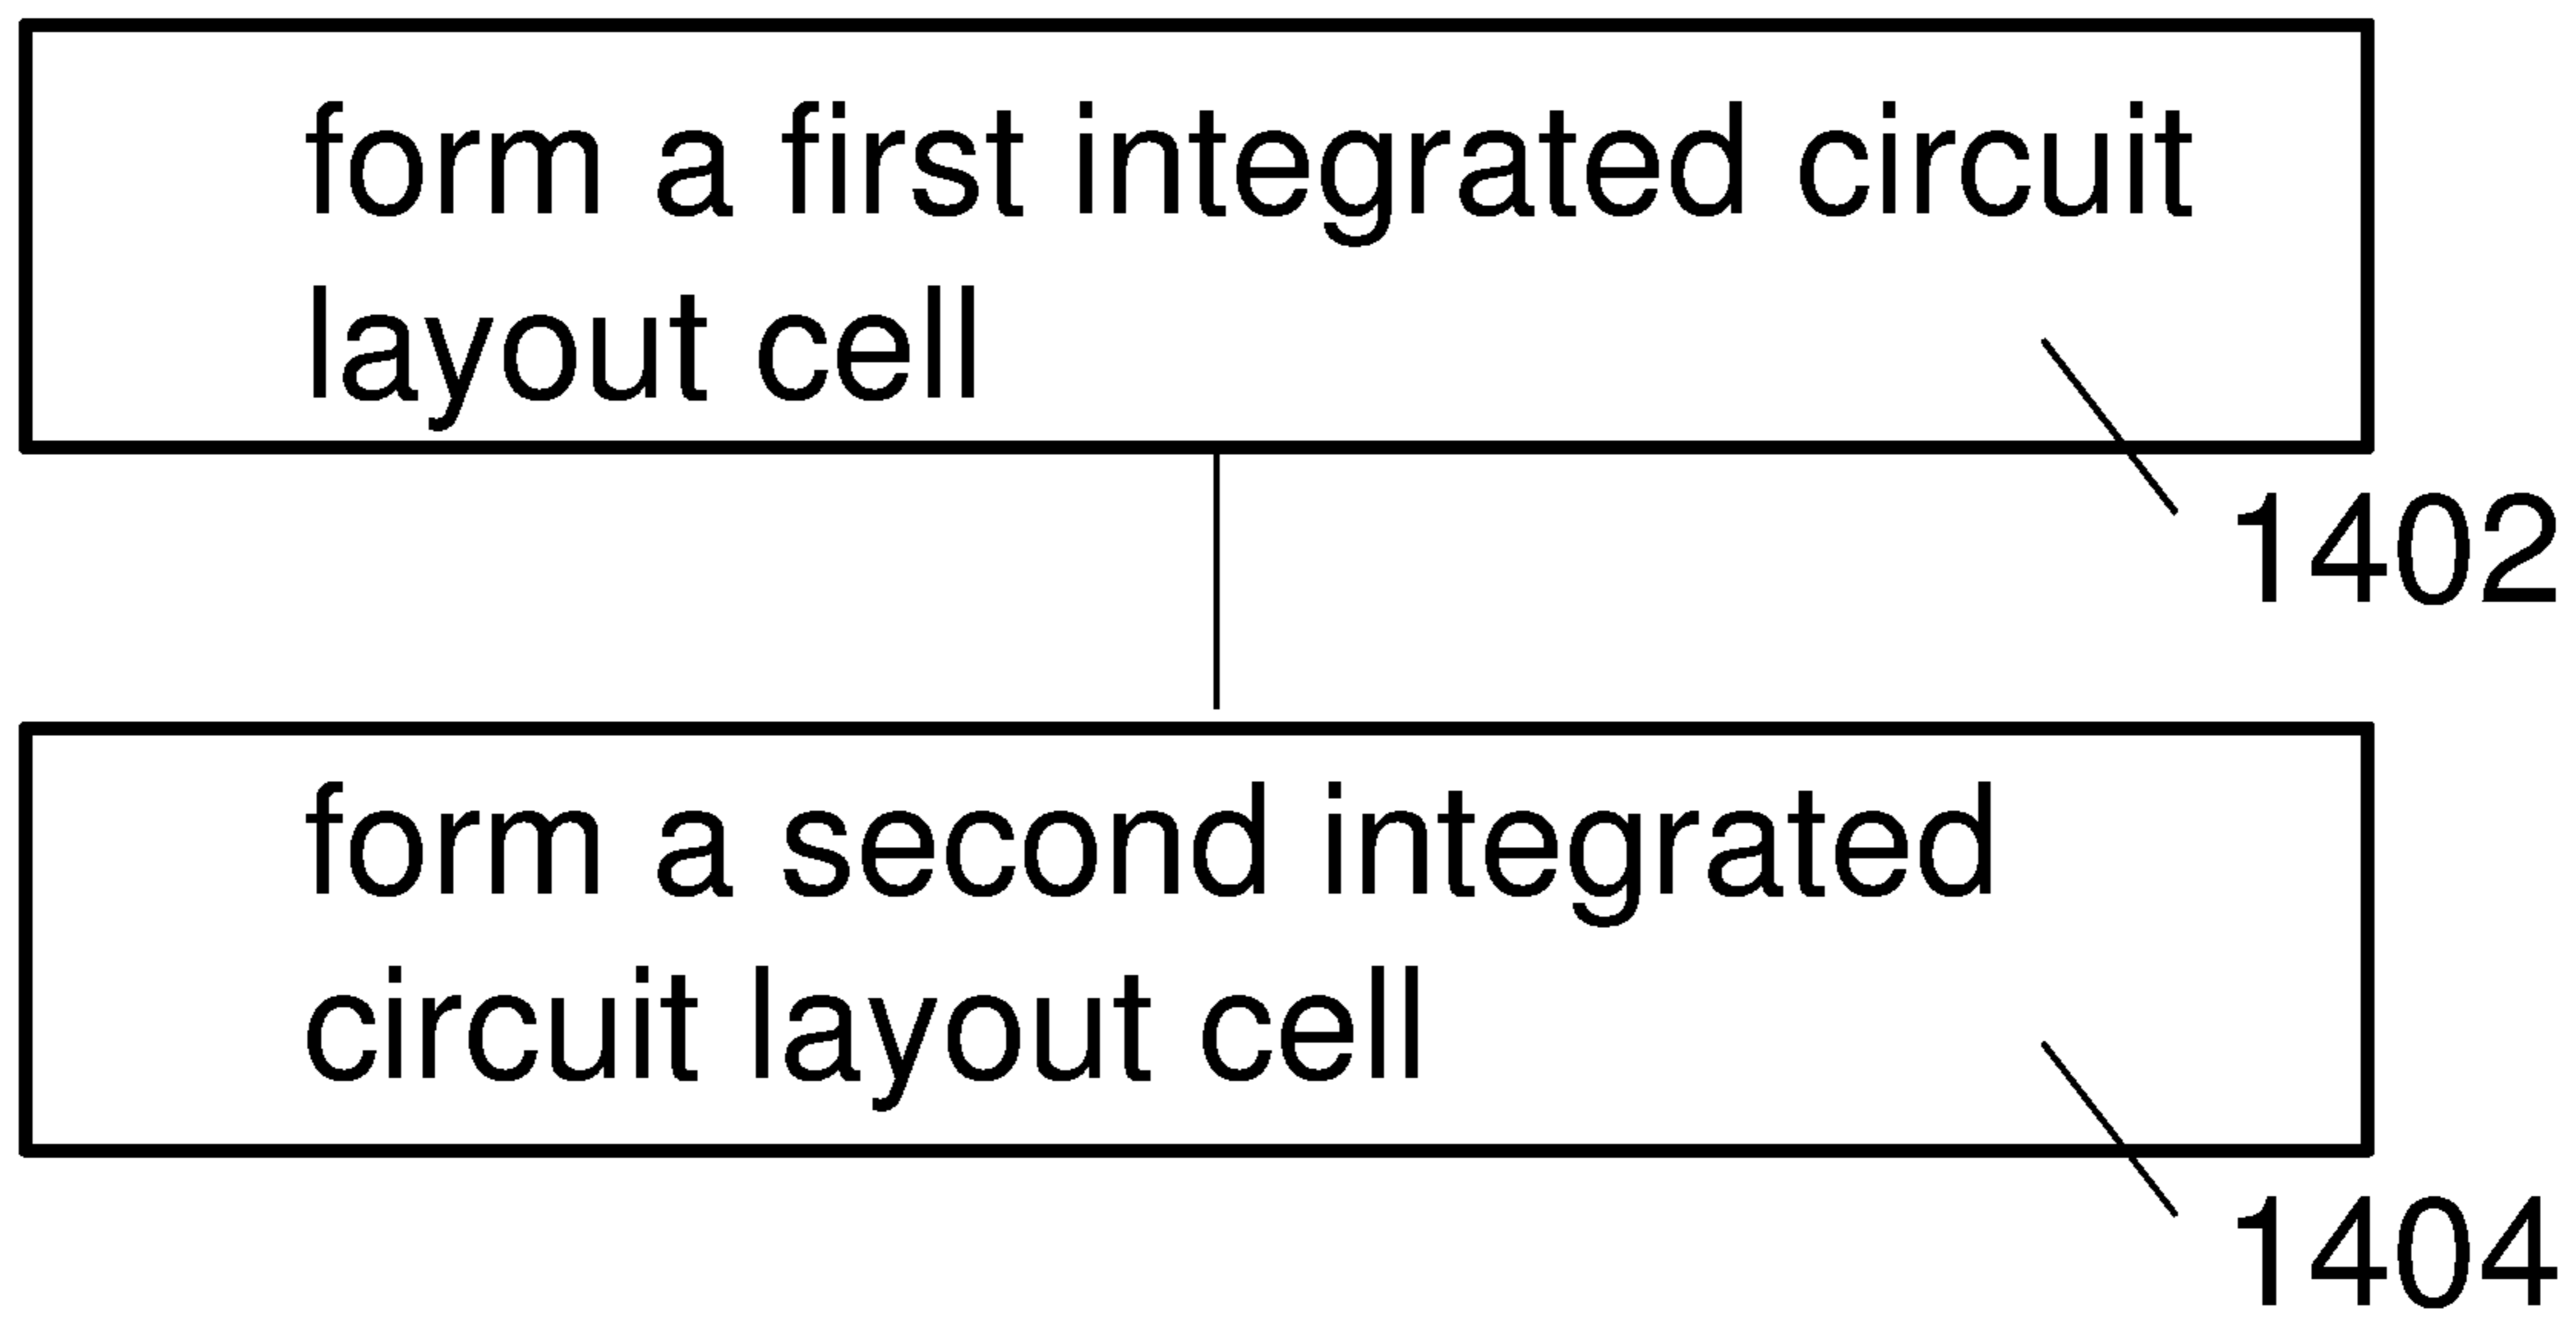 form a first integrated circuit
layout cell
1402
form a second integrated
circuit layout cell
1404